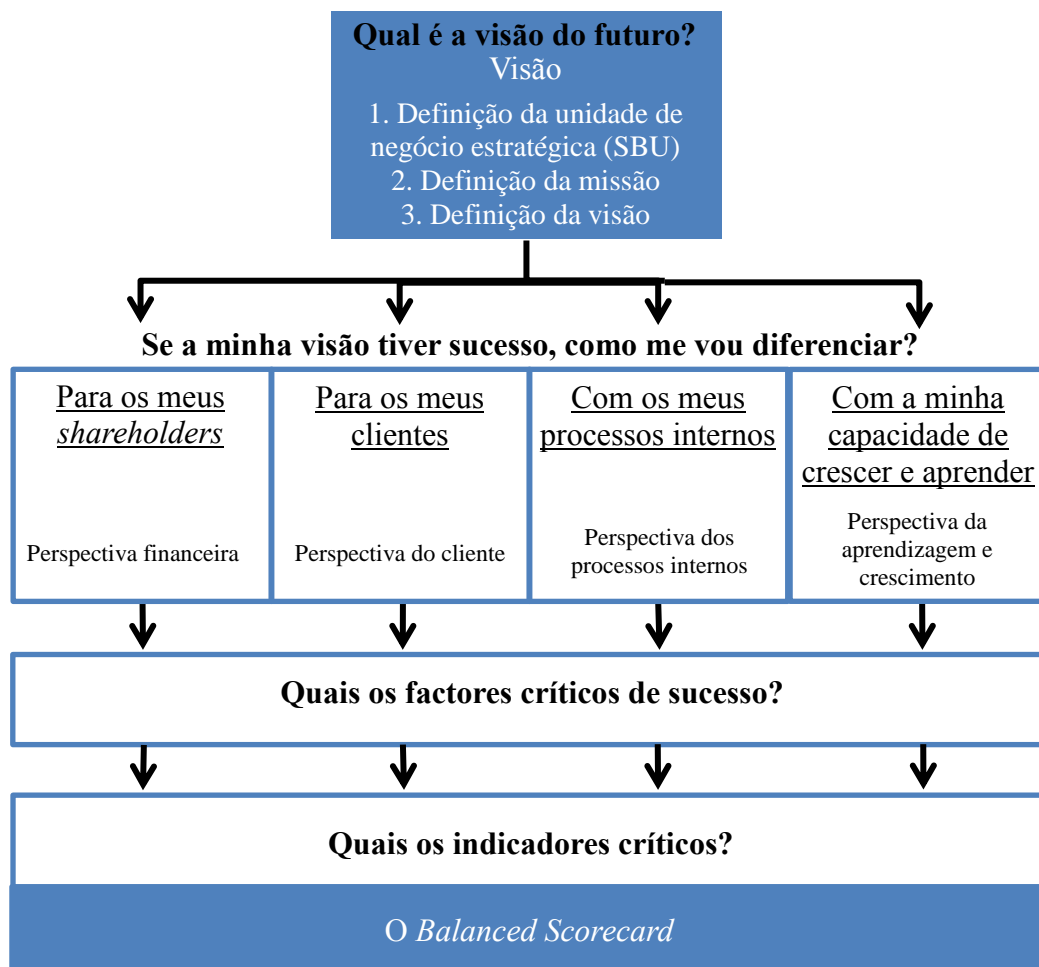 Qual é a visão do futuro?
Visão
1. Definição da unidade de
negócio estratégica (SBU)
2. Definição da missão
3. Definição da visão
Se a minha visão tiver sucesso, como me vou diferenciar?
Para os meus
shareholders
Perspectiva financeira
Para os meus
clientes
Perspectiva do cliente
Com os meus
processos internos
Perspectiva dos
processos internos
Com a minha
capacidade de
crescer e aprender
Perspectiva da
aprendizagem e
crescimento
Quais os factores críticos de sucesso?
Quais os indicadores críticos?
O Balanced Scorecard